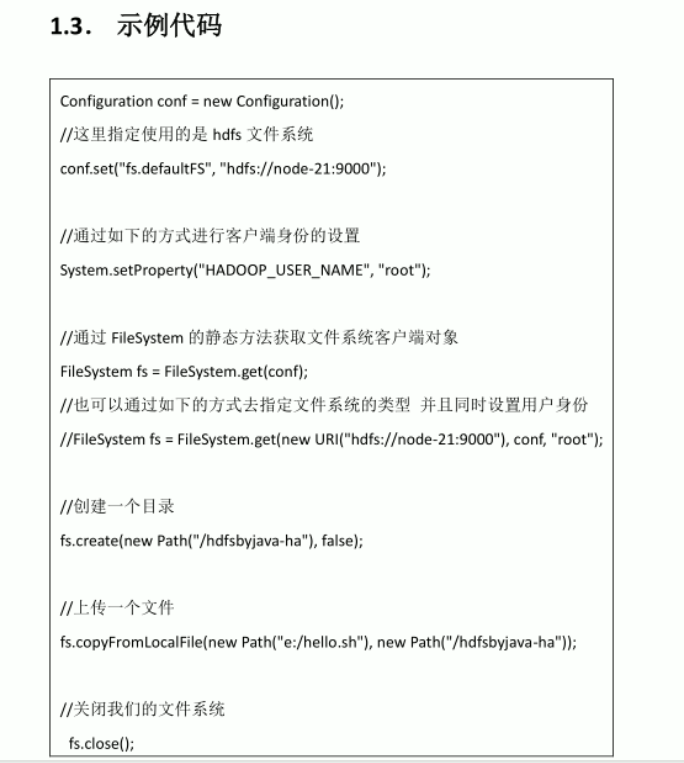 1.3. 示例代码
Configuration conf = new Configuration();
//这里指定使用的是 hdfs 文件系统
conf.set("fs.defaultFS", "hdfs://node-21:9000");
//通过如下的方式进行客户端身份的设置
System.setProperty("HADOOP_USER_NAME", "root");
//通过 FileSystem 的静态方法获取文件系统客户端对象
FileSystem fs = FileSystem.get(conf);
//也可以通过如下的方式去指定文件系统的类型 并且同时设置用户身份
//FileSystem fs = FileSystem.get(new URI("hdfs://node-21:9000"), conf, "root");
//创建一个目录
fs.create(new Path("/hdfsbyjava-ha"), false);
//上传一个文件
fs.copyFromLocalFile(new Path("e:/hello.sh"), new Path("/hdfsbyjava-ha"));
//关闭我们的文件系统
fs.close();